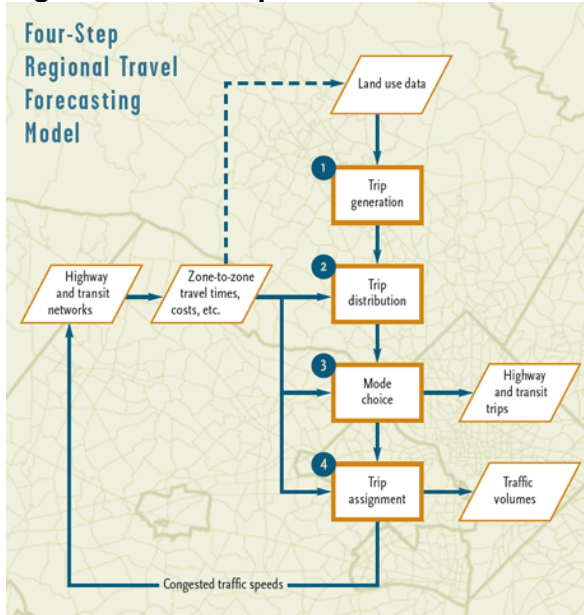 Four-Step
Regional Travel
Forecasting
Model
Land use data
1
Trip
generation
2
Trip
distribution
Highway
and transit
networks
Zone-to-zone
travel times,
costs, etc.
3
Mode
choice
Highway
and transit
trips
4
Trip
assignment
Traffic
volumes
Congested traffic speeds